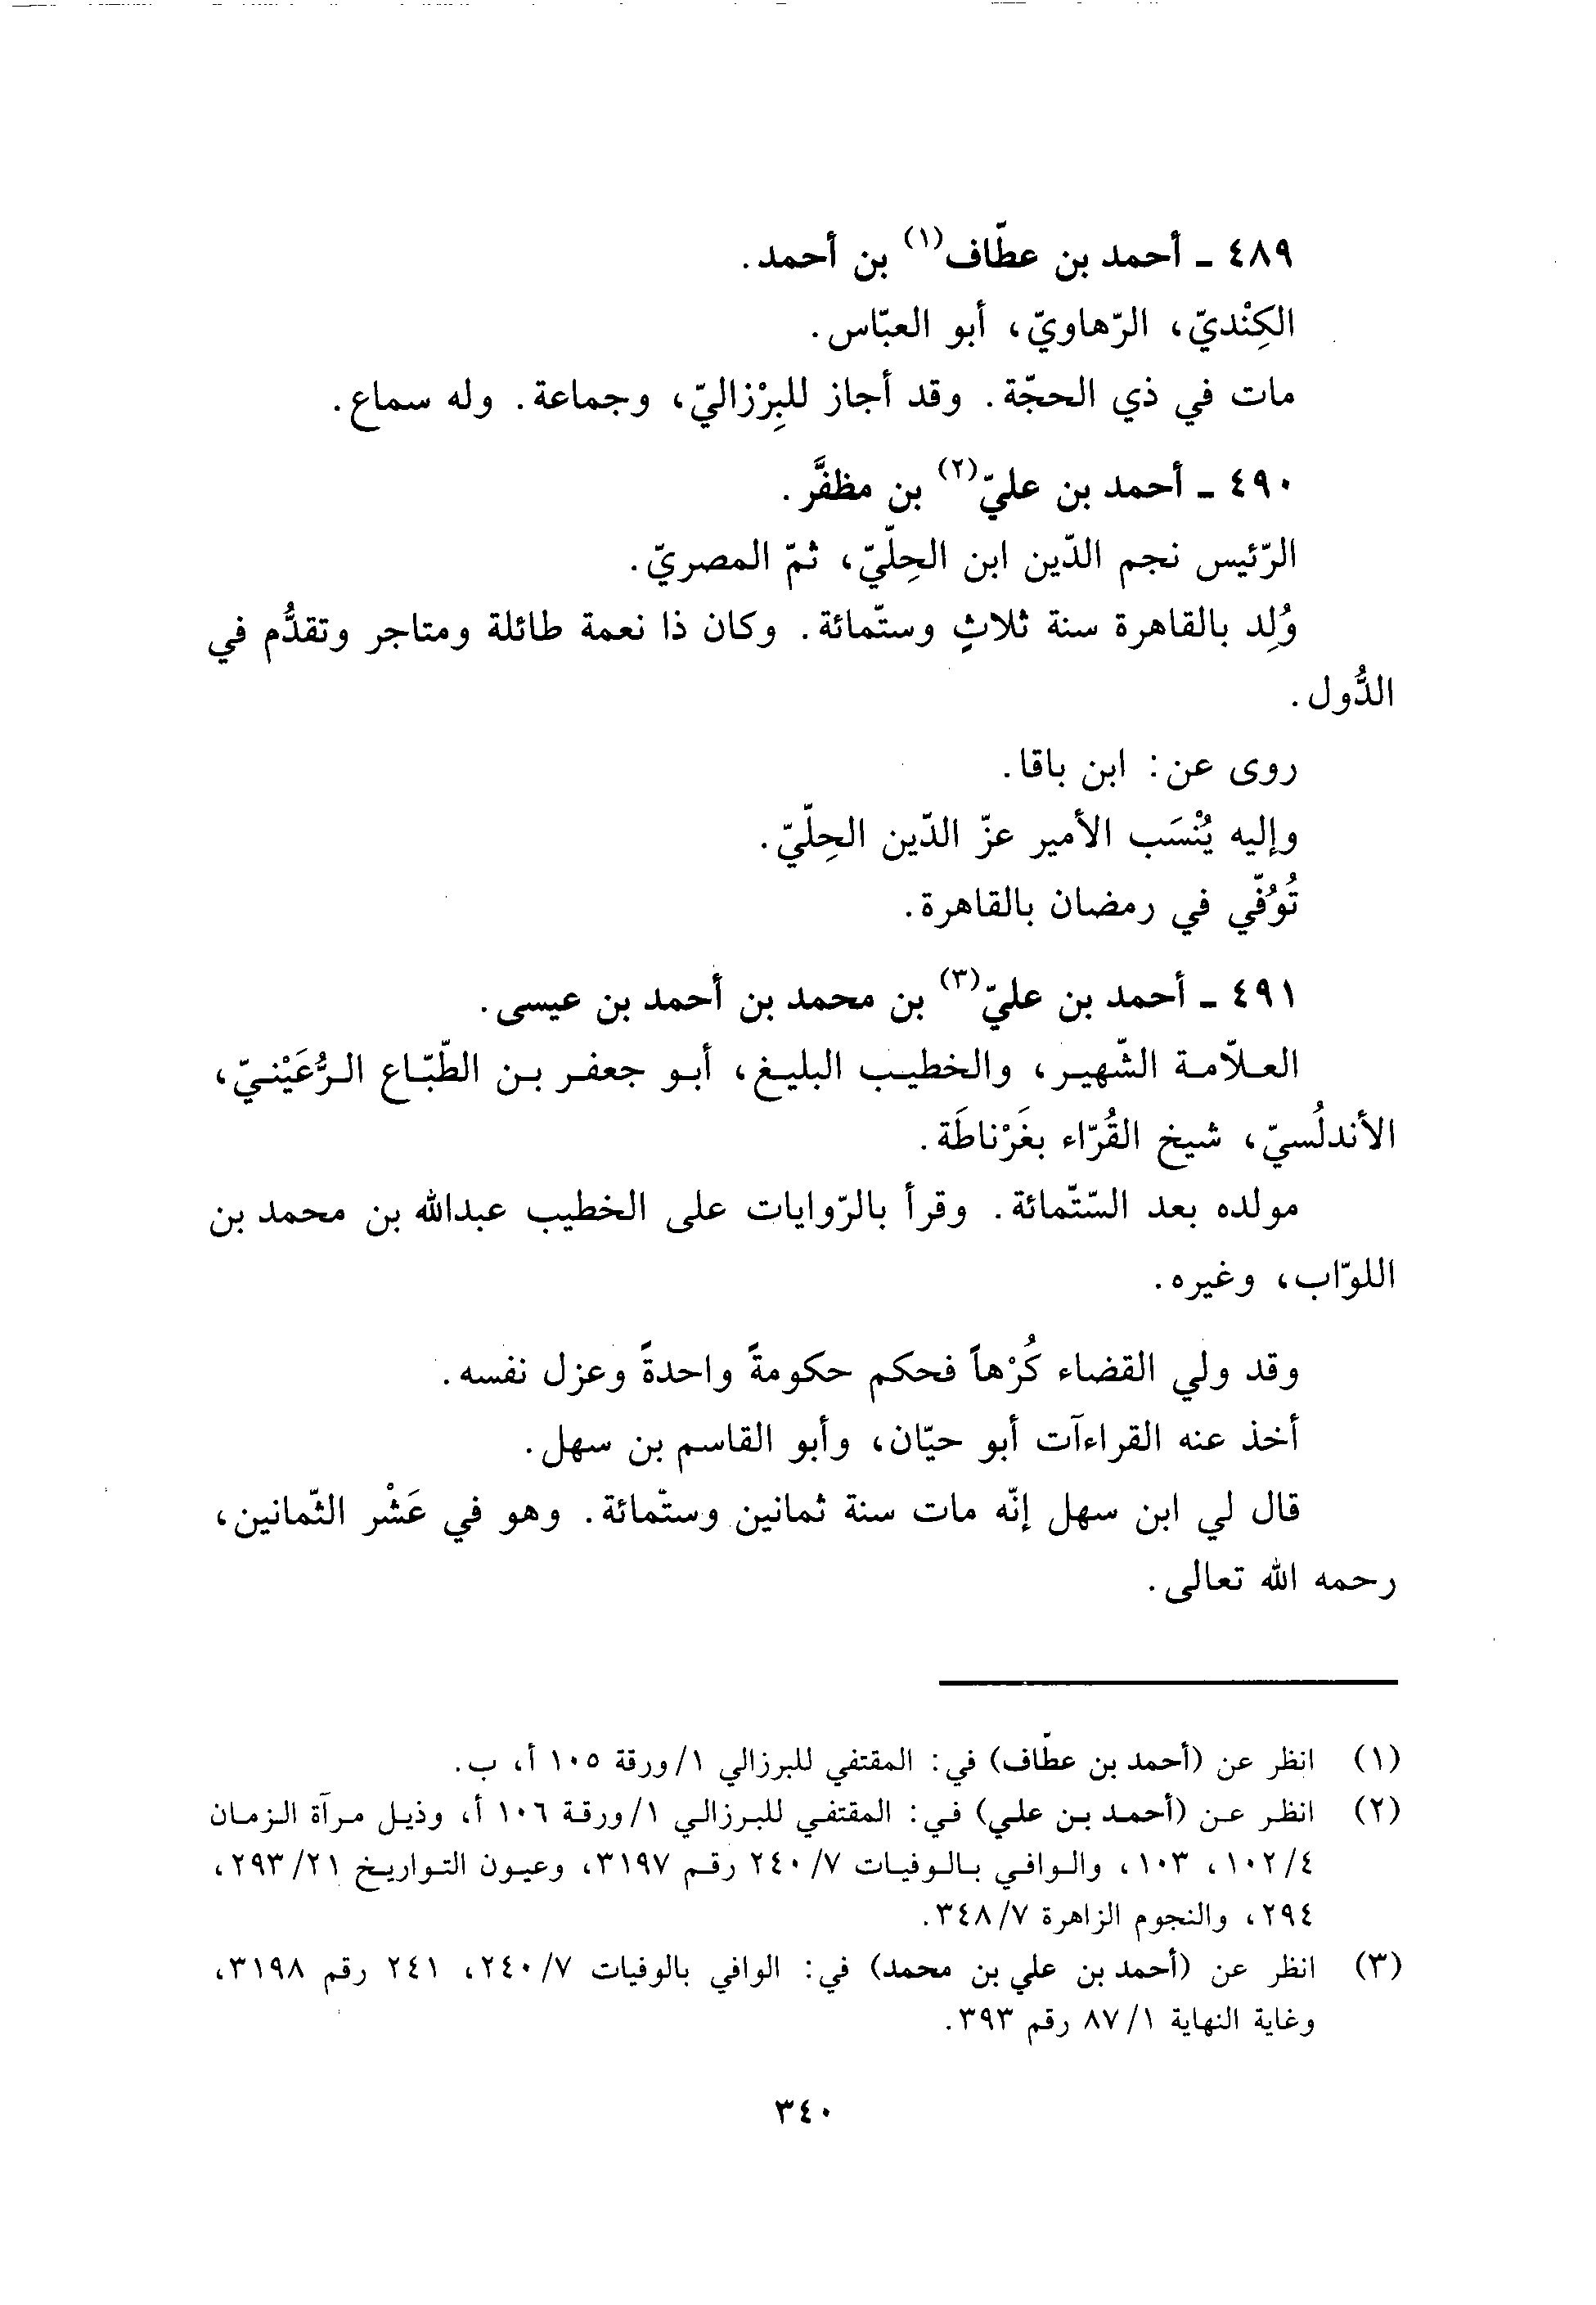 ٤٨٩ ـ أحمد بن عطّاف(١) بن أحمد.
الكِنْديّ، الرّهاويّ، أبو العبّاس.
مات في ذي الحجّة. وقد أجاز للبِرْزاليّ، وجماعة. وله سماع.
٤٩٠ ـ أحمد بن عليّ(٢) بن مظفَّر.
الرّئيس نجم الدّين ابن الحِلّيّ، ثمّ المصريّ.
وُلِد بالقاهرة سنة ثلاثٍ وستّمائة. وكان ذا نعمة طائلة ومتاجر وتقدُّم في
الدُّول.
روى عن: ابن باقا.
وإليه يُنْسَب الأمير عزّ الدّين الحِلّيّ.
تُوُفّي في رمضان بالقاهرة.
٤٩١ ـ أحمد بن عليّ(٣) بن محمد بن أحمد بن عيسى.
العلاّمة الشّهير، والخطيب البليغ، أبو جعفر بن الطّبّاع الرُّعَيْنيّ،
الأندلُسيّ، شيخ القُرّاء بغَرْناطَة.
مولده بعد السّتّمائة. وقرأ بالرّوايات على الخطيب عبدالله بن محمد بن
اللوّاب، وغيره.
وقد ولي القضاء كُرْهاً فحكم حكومةً واحدةً وعزل نفسه.
أخذ عنه القراءآت أبو حيّان، وأبو القاسم بن سهل.
قال لي ابن سهل إنّه مات سنة ثمانين وستّمائة. وهو في عَشْر الثّمانين،
رحمه الله تعالى.
(١) انظر عن (أحمد بن عطّاف) في: المقتفي للبرزالي ١/ورقة ١٠٥ أ، ب.
(٢) انظر عن (أحمد بن علي) في: المقتفي للبرزالي ١/ورقة ١٠٦ أ، وذيل مرآة الزمان
٤/١٠٢، ١٠٣، والوافي بالوفيات ٧/٢٤٠ رقم ٣١٩٧، وعيون التواريخ ٢١/٢٩٣،
٢٩٤، والنجوم الزاهرة ٧/٣٤٨.
(٣) انظر عن (أحمد بن علي بن محمد) في: الوافي بالوفيات ٧/٢٤٠، ٢٤١ رقم ٣١٩٨،
وغاية النهاية ١/٨٧ رقم ٣٩٣.
٣٤٠